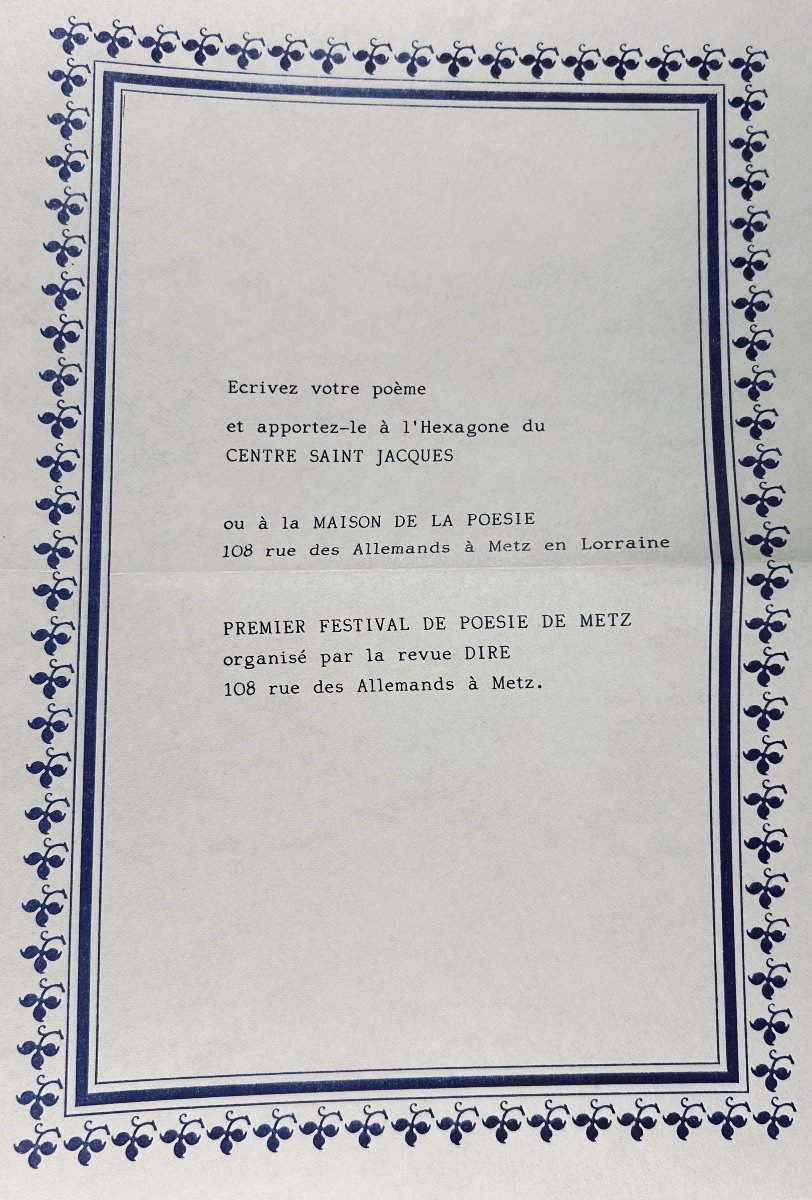 Ecrivez votre poème
et apportez-le à l'Hexagone du
CENTRE SAINT JACQUES
ou à la MAISON DE LA POESIE
108 rue des Allemands à Metz en Lorraine
PREMIER FESTIVAL DE POESIE DE METZ
organisé par la revue DIRE
108 rue des Allemands à Metz.